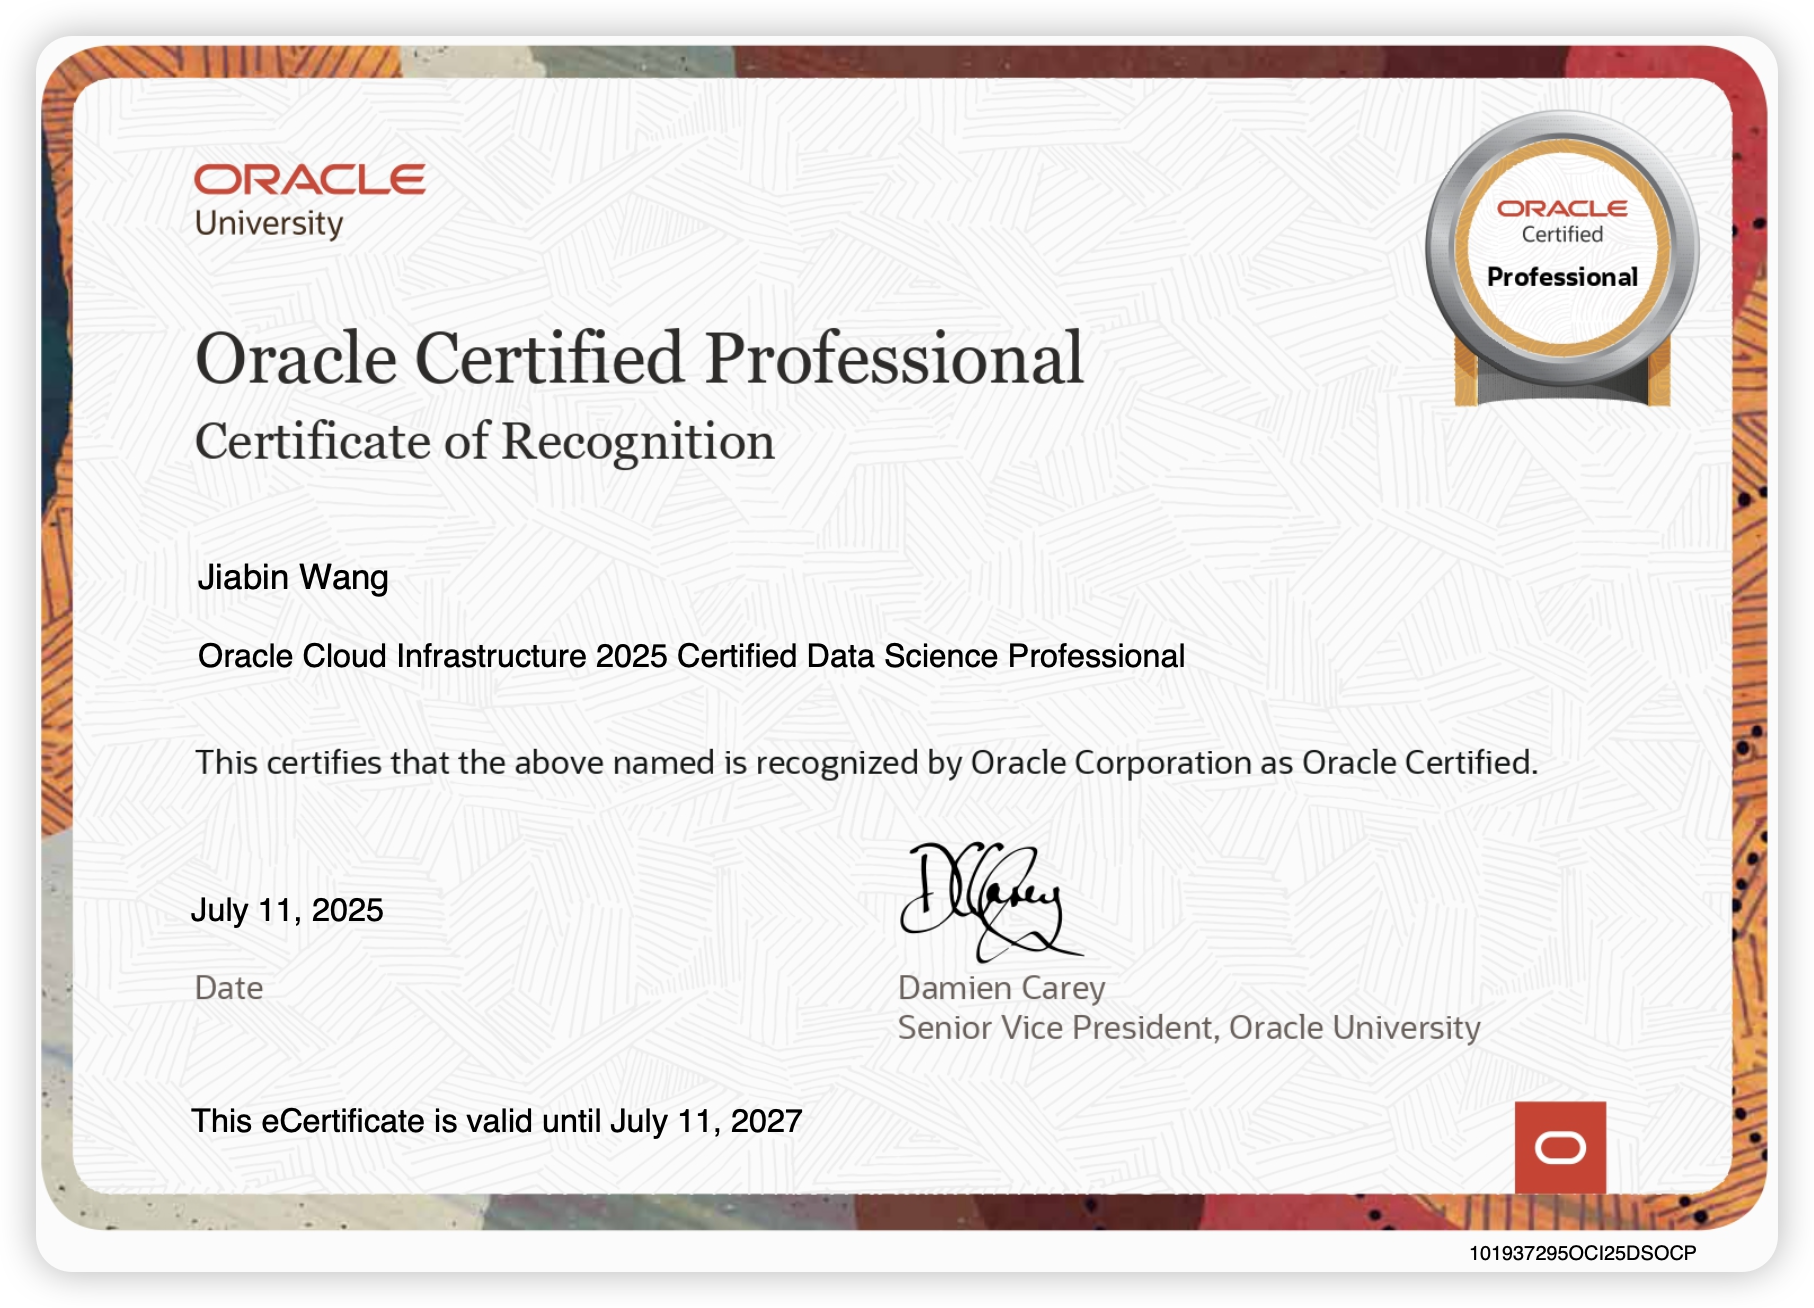 ORACLE
University
ORACLE
Certified
Professional
Oracle Certified Professional
Certificate of Recognition
Jiabin Wang
Oracle Cloud Infrastructure 2025 Certified Data Science Professional
This certifies that the above named is recognized by Oracle Corporation as Oracle Certified.
DCarey
July 11, 2025
Date
Damien Carey
Senior Vice President, Oracle University
This eCertificate is valid until July 11, 2027
101937295OCI25DSOCP